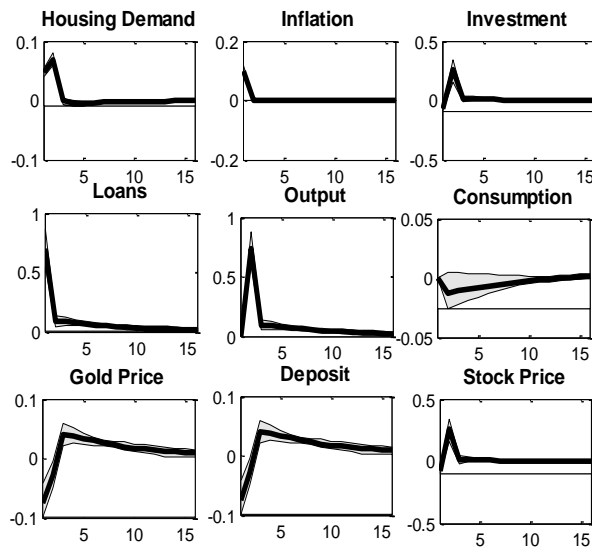 Housing Demand Inflation Investment
0.1 0.2 0.5
0 0 0
-0.1 -0.2 -0.5
5 10 15 5 10 15 5 10 15
Loans Output Consumption
1 1 0.05
0.5 0.5 0
0 0 -0.05
5 10 15 5 10 15 5 10 15
Gold Price Deposit Stock Price
0.1 0.1 0.5
0 0 0
-0.1 -0.1 -0.5
5 10 15 5 10 15 5 10 15